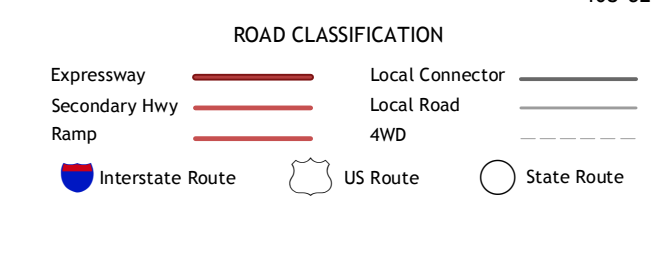 ROAD CLASSIFICATION
Expressway
Secondary Hwy
Ramp
Local Connector
Local Road
4WD
Interstate Route
US Route
State Route